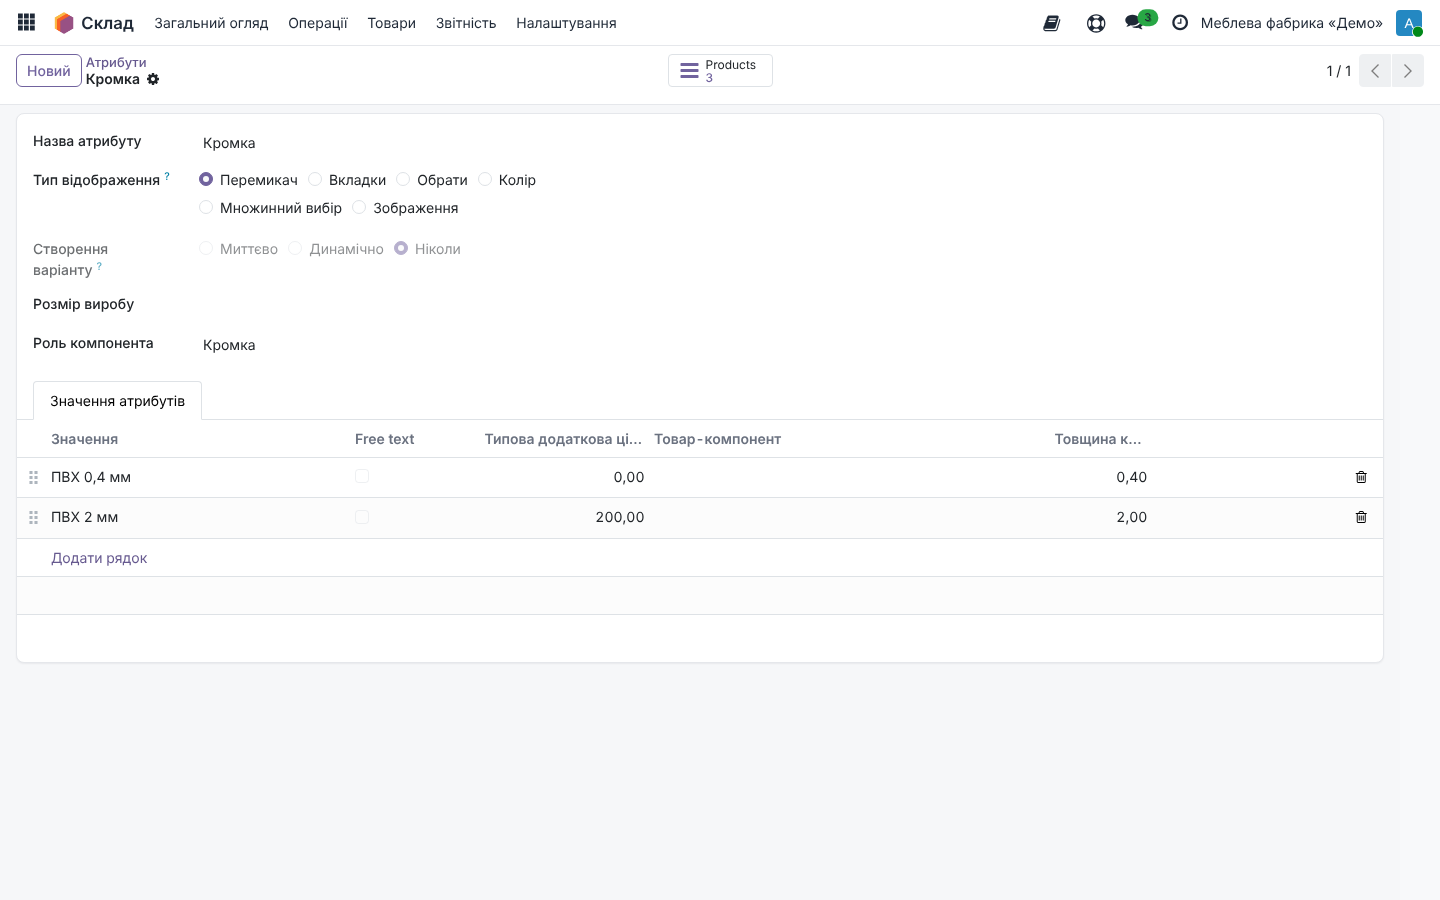 Склад Загальний огляд Операції Товари Звітність Налаштування 3 Меблева фабрика «Демо» A
Новий
Атрибути
Кромка
Products
3
1 / 1
Назва атрибуту Кромка
Тип відображення ? Перемикач Вкладки Обрати Колір
Множинний вибір Зображення
Створення варіанту ? Миттєво Динамічно Ніколи
Розмір виробу
Роль компонента Кромка
Значення атрибутів
Значення Free text Типова додаткова ці... Товар-компонент Товщина к...
ПВХ 0,4 мм 0,00 0,40
ПВХ 2 мм 200,00 2,00
Додати рядок